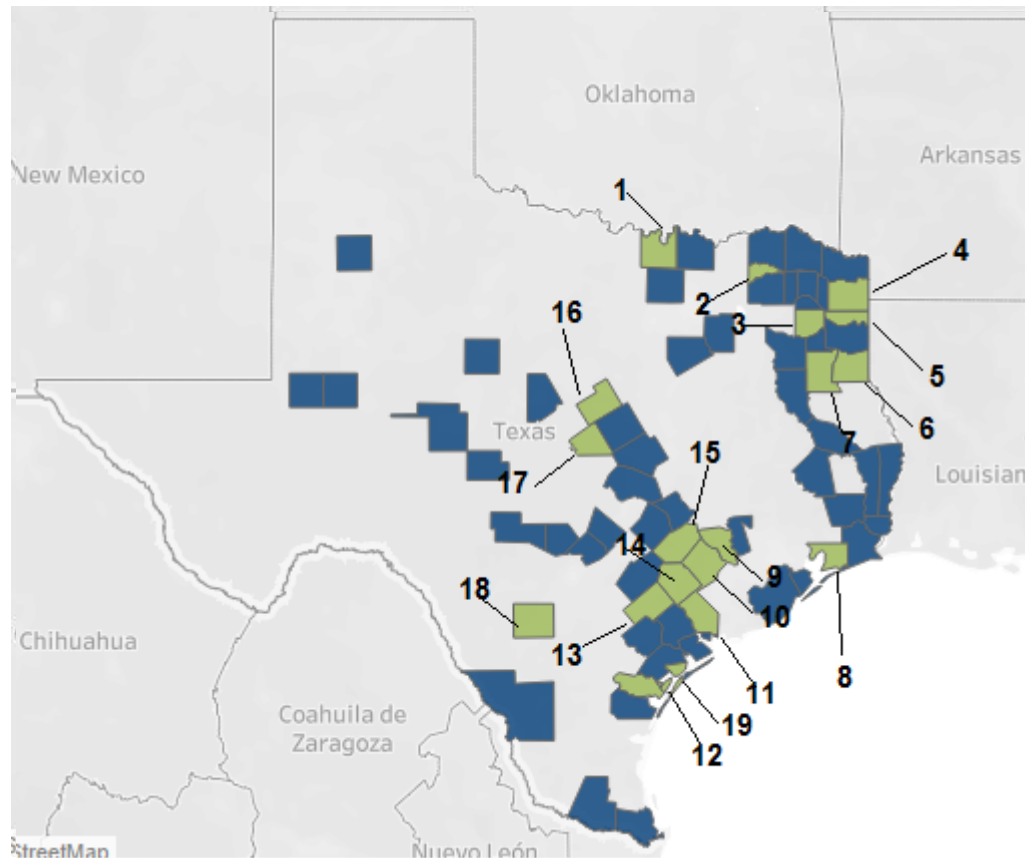 Oklahoma
Arkansas
New Mexico
1
4
2
3
16
5
6
7
Texas
17
15
Louisian
14
9
18
10
13
8
11
Chihuahua
19
12
Coahuila de
Zaragoza
StreetMap
Nuevo León